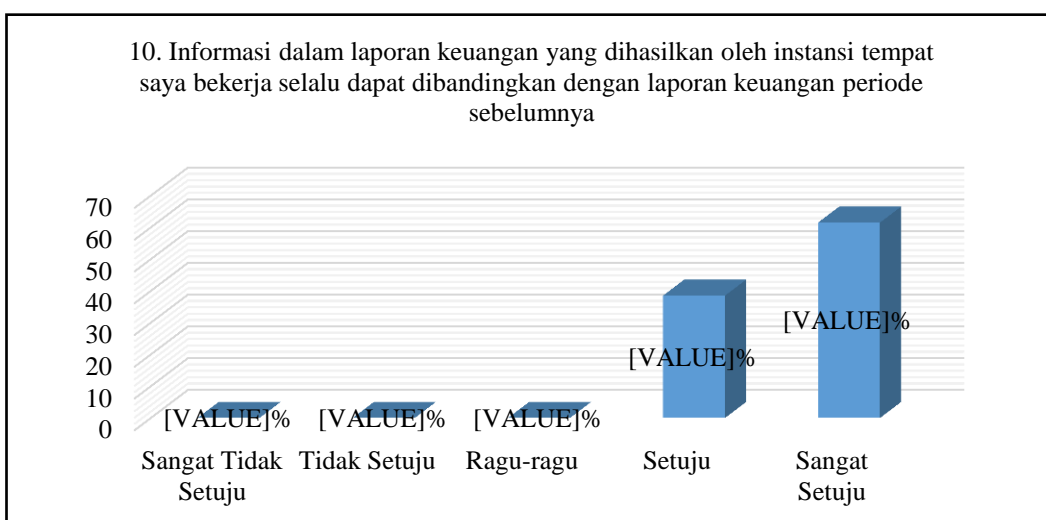 10. Informasi dalam laporan keuangan yang dihasilkan oleh instansi tempat
saya bekerja selalu dapat dibandingkan dengan laporan keuangan periode
sebelumnya
70
60
50
40
30
20
10
0
[VALUE]%
[VALUE]%
[VALUE]%
[VALUE]%
[VALUE]%
Sangat Tidak
Setuju
Tidak Setuju
Ragu-ragu
Setuju
Sangat
Setuju